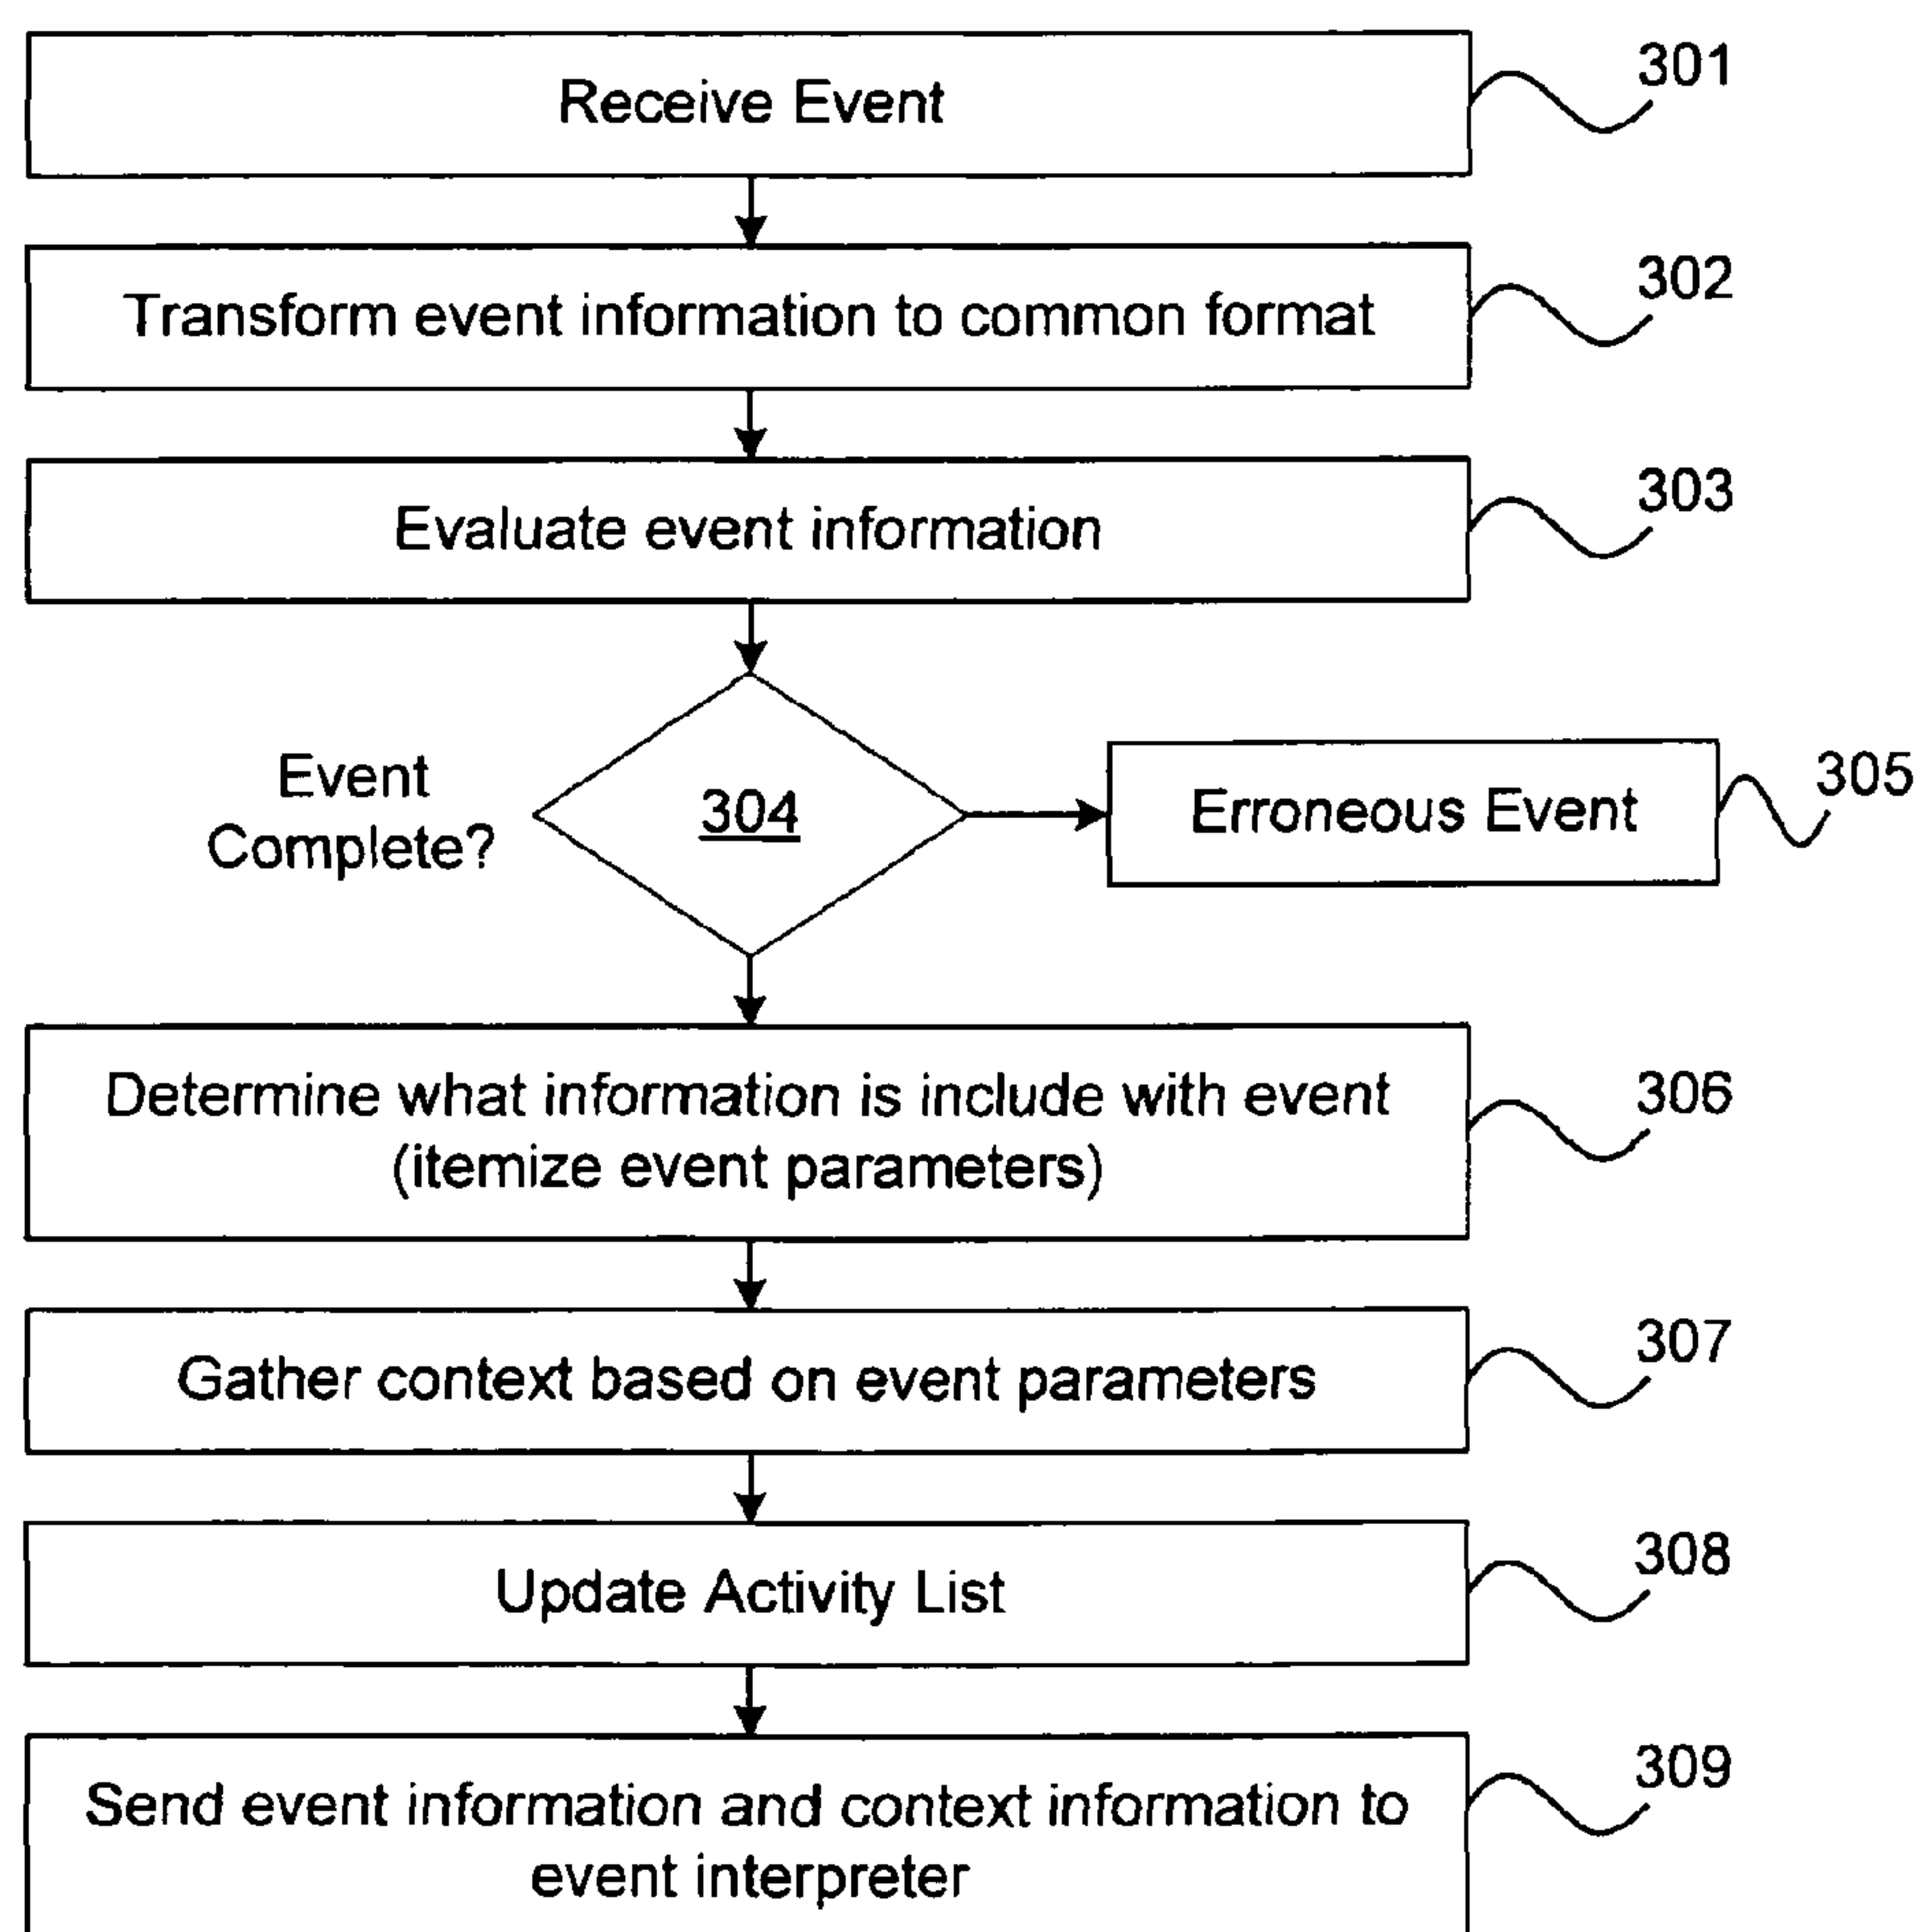 Receive Event
301
Transform event information to common format
302
Evaluate event information
303
Event
Complete?
304
Erroneous Event
305
Determine what information is include with event
(itemize event parameters)
306
Gather context based on event parameters
307
Update Activity List
308
Send event information and context information to
event interpreter
309